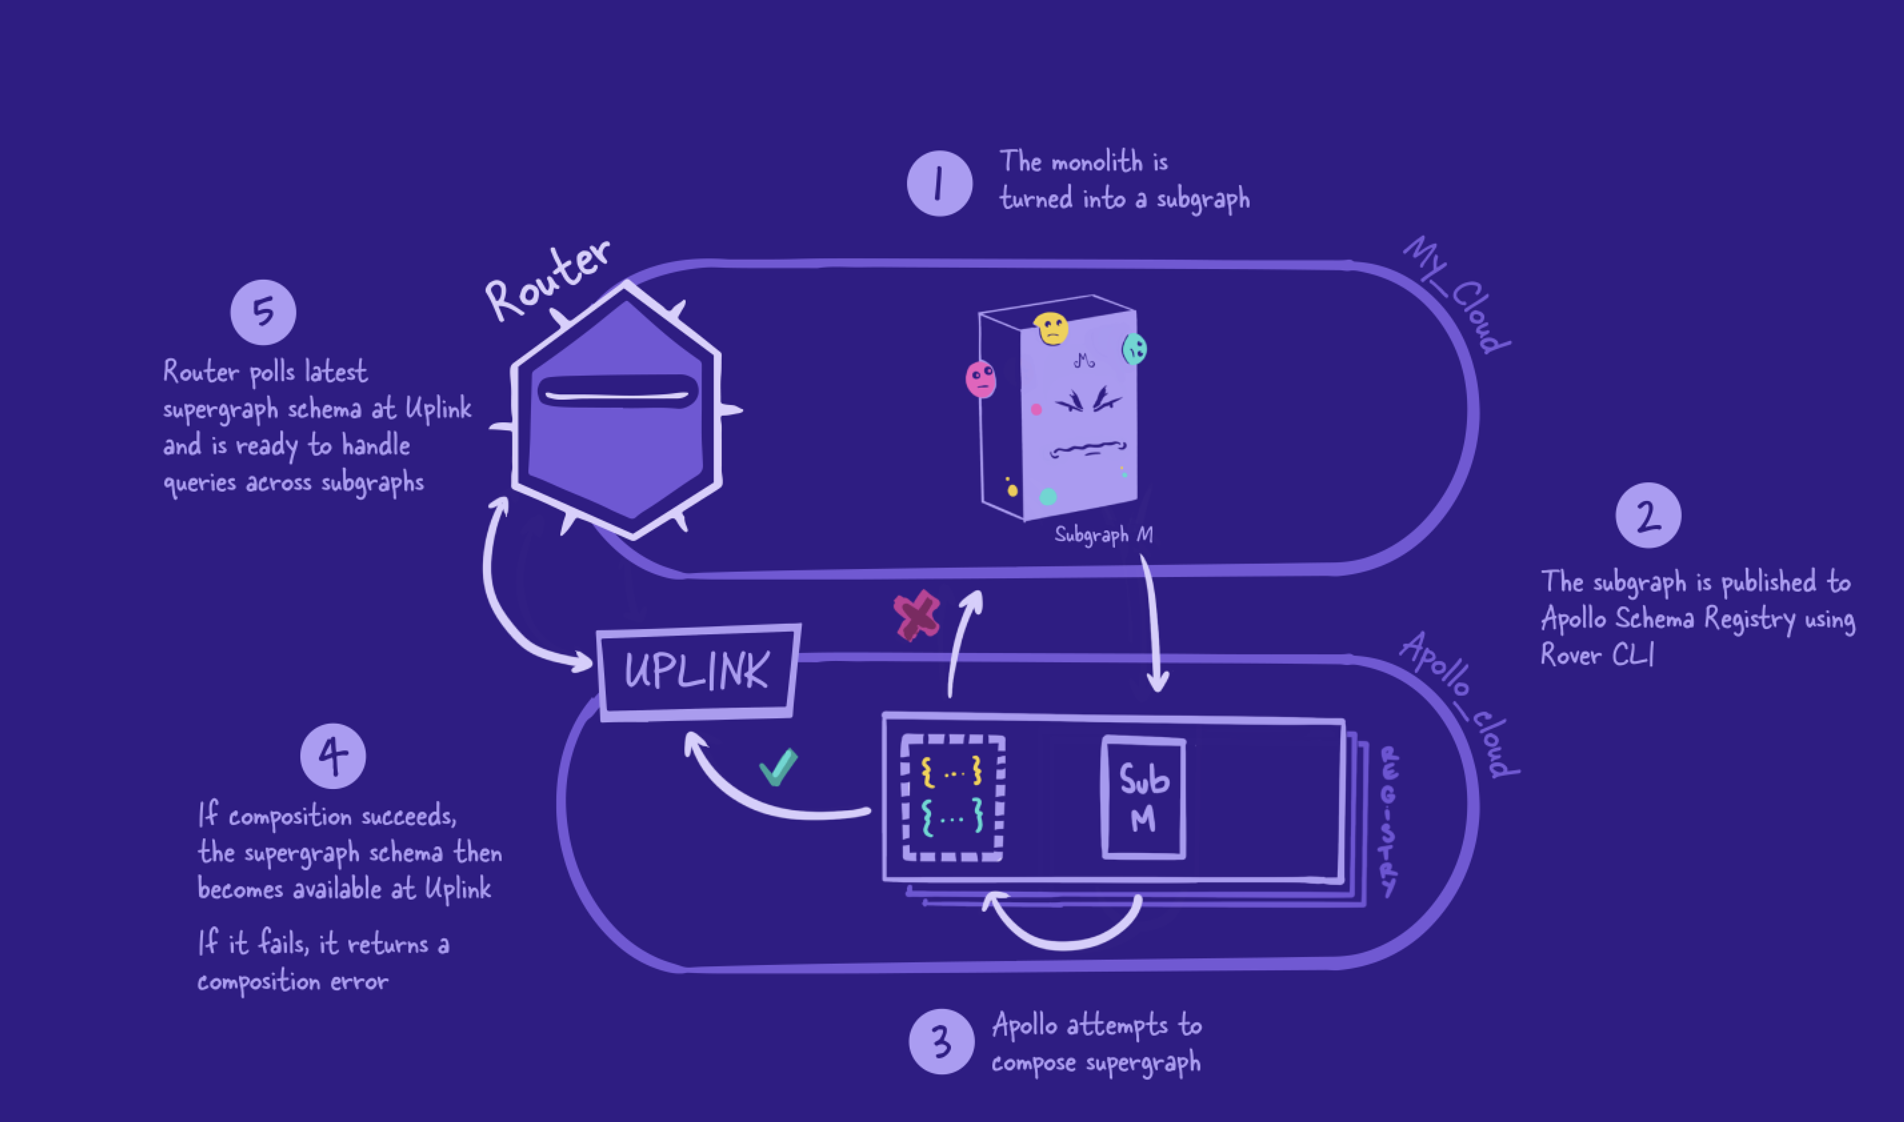 1
The monolith is
turned into a subgraph
My_Cloud
Router
5
Router polls latest
supergraph schema at Uplink
and is ready to handle
queries across subgraphs
M
Subgraph M
2
The subgraph is published to
Apollo Schema Registry using
Rover CLI
UPLINK
Apollo_cloud
4
If composition succeeds,
the supergraph schema then
becomes available at Uplink
If it fails, it returns a
composition error
{...}
{...}
Sub
M
REGISTRY
3
Apollo attempts to
compose supergraph